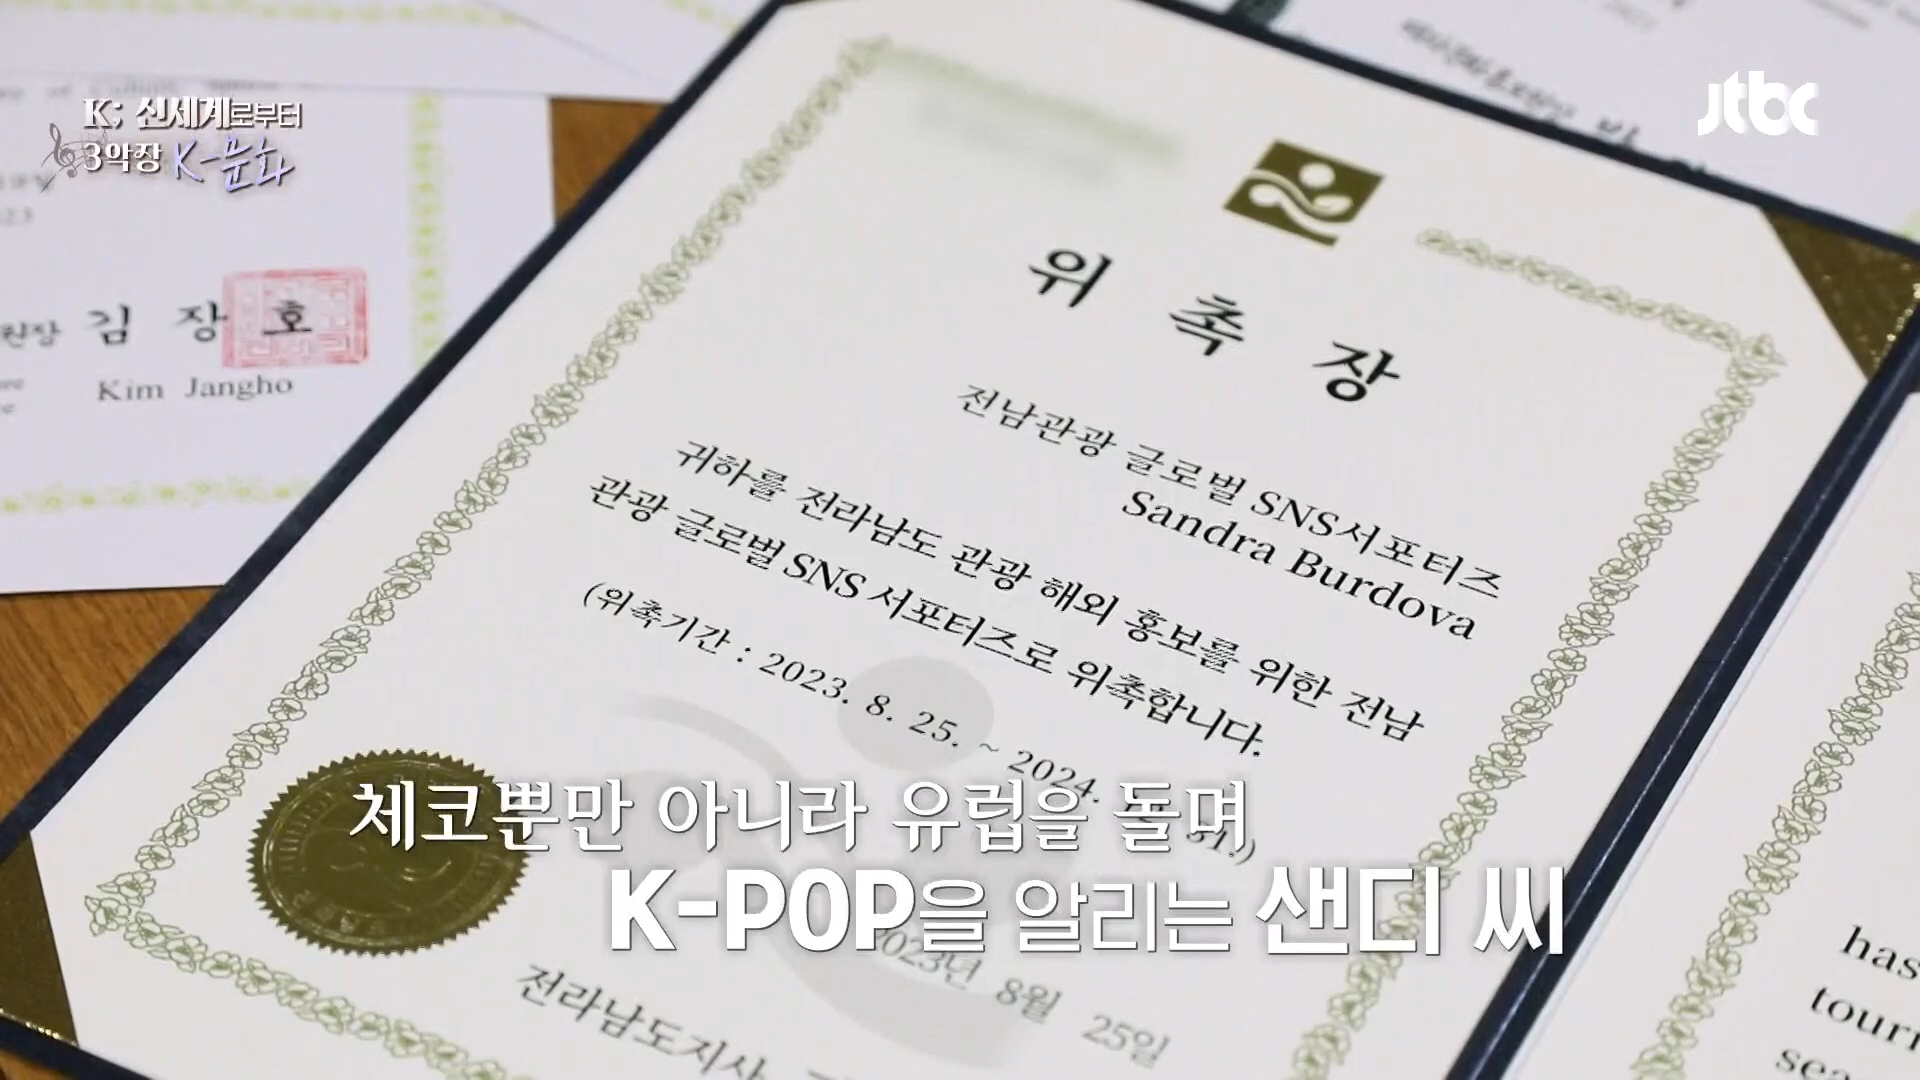 K; 신세계로부터
3악장 K-문화
jtbc
원장 김 장 호
Kim Jangho
위 촉 장
전남관광 글로벌 SNS서포터즈
Sandra Burdova
귀하를 전라남도 관광 해외 홍보를 위한 전남
관광 글로벌 SNS 서포터즈로 위촉합니다.
(위촉기간 : 2023. 8. 25. ~ 2024. 31.)
체코뿐만 아니라 유럽을 돌며
K-POP을 알리는 샌디 씨
2023년 8월 25일
전라남도지사
has